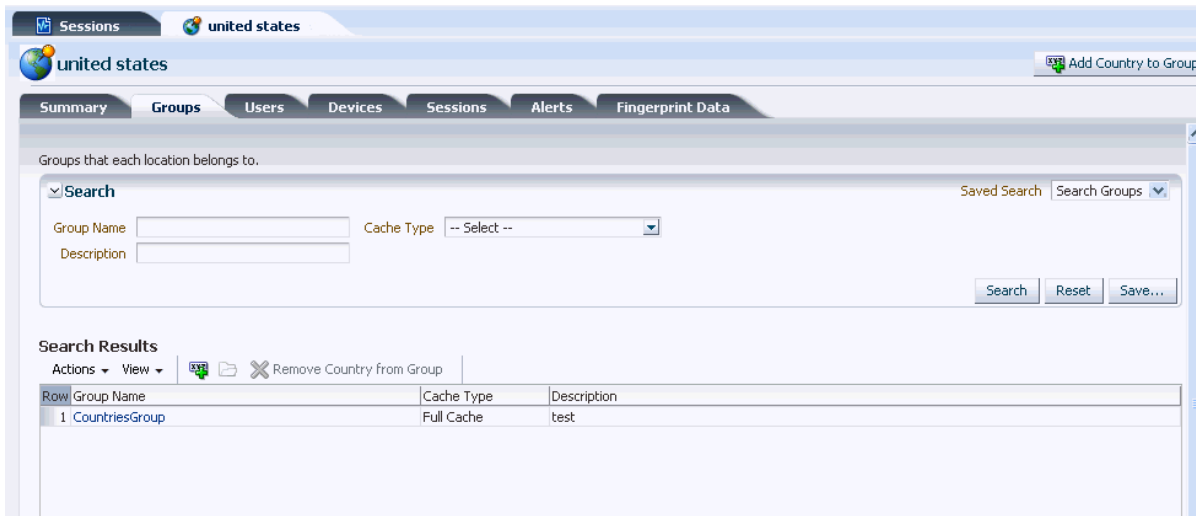 Sessions united states
united states Add Country to Group
Summary Groups Users Devices Sessions Alerts Fingerprint Data
Groups that each location belongs to.
Search Saved Search Search Groups
Group Name Cache Type -- Select --
Description
Search Reset Save...
Search Results
Actions View Remove Country from Group
Row Group Name Cache Type Description
1 CountriesGroup Full Cache test